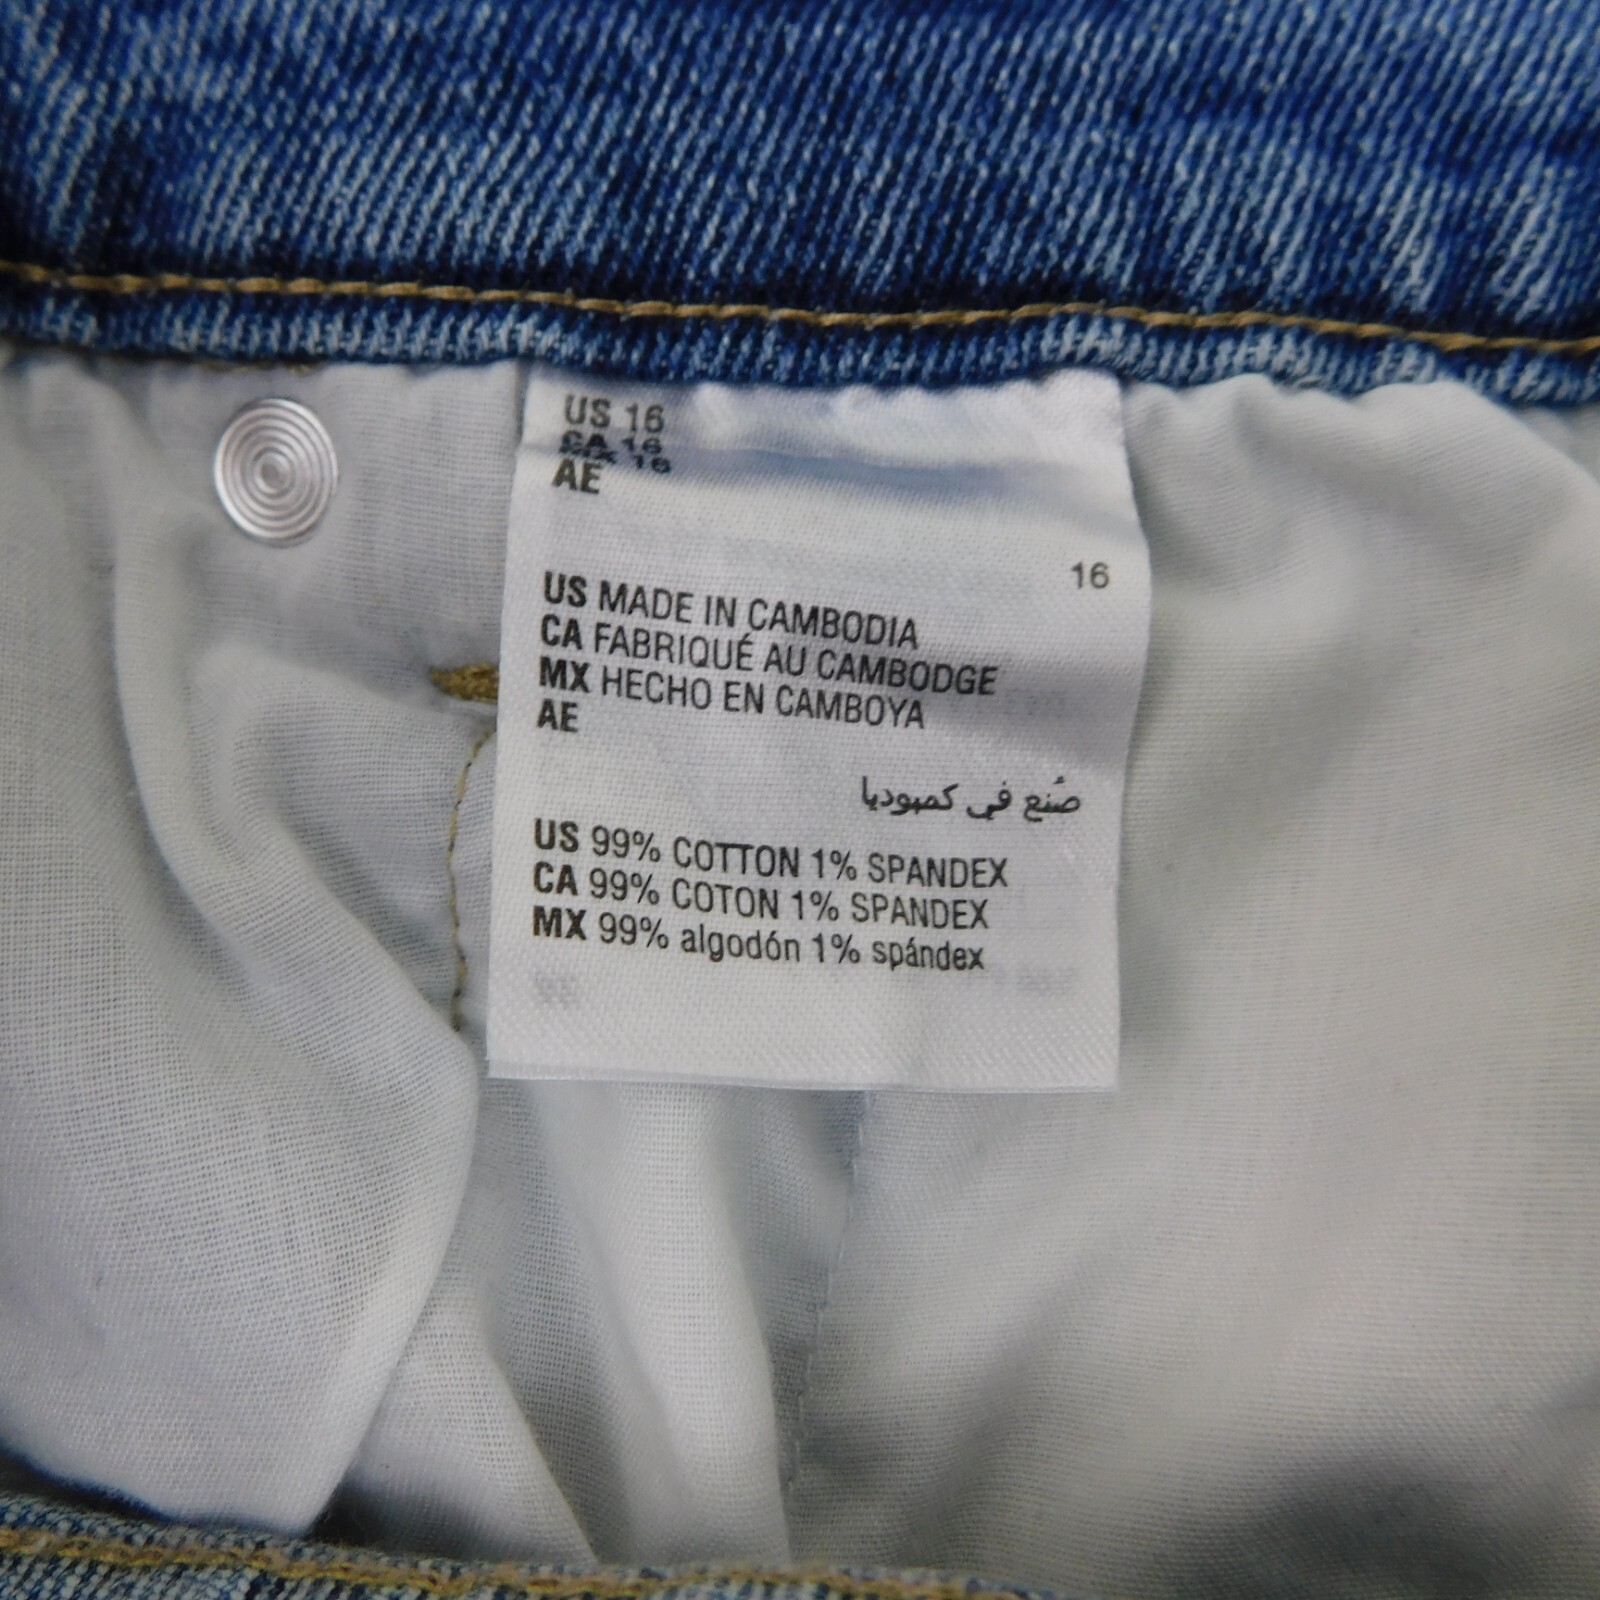 US 16
CA 16
MX 16
AE
16
US MADE IN CAMBODIA
CA FABRIQUÉ AU CAMBODGE
MX HECHO EN CAMBOYA
AE
صُنع في كمبوديا
US 99% COTTON 1% SPANDEX
CA 99% COTON 1% SPANDEX
MX 99% algodón 1% spándex